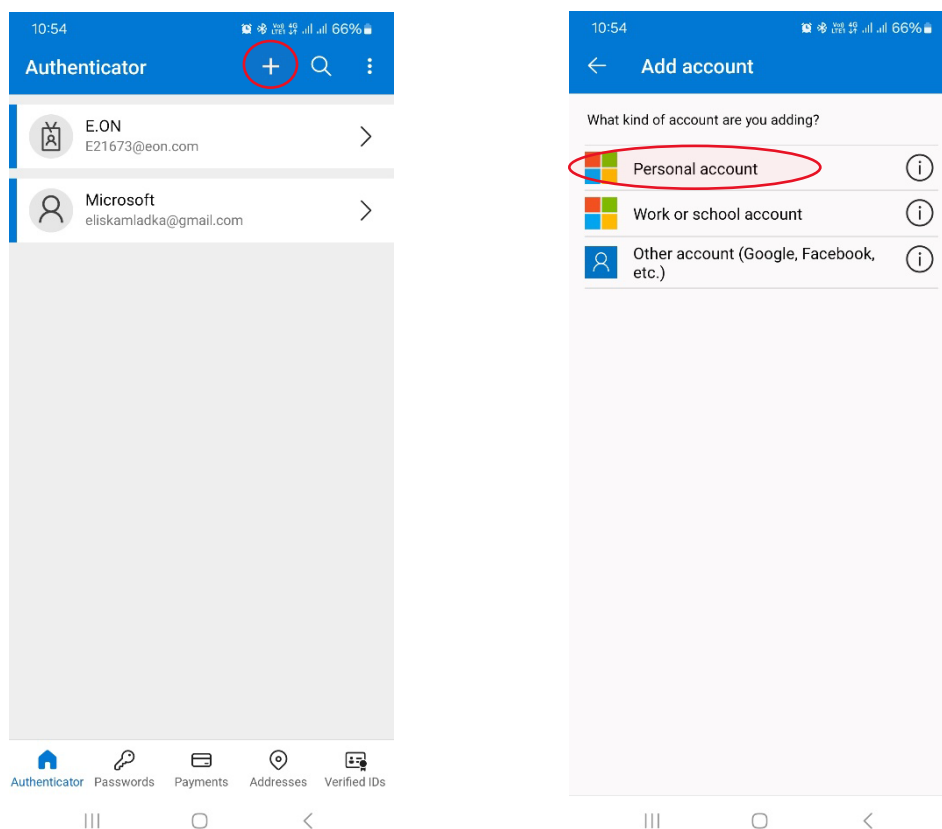 10:54
66%
Authenticator
E.ON
E21673@eon.com
Microsoft
eliskamladka@gmail.com
Authenticator Passwords Payments Addresses Verified IDs
10:54
66%
Add account
What kind of account are you adding?
Personal account
Work or school account
Other account (Google, Facebook,
etc.)